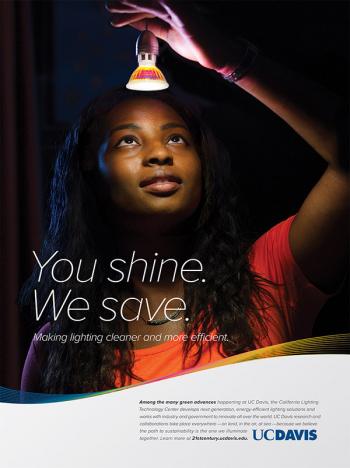 You shine.
We save.
Making lighting cleaner and more efficient.
Among the many green advances happening at UC Davis, the California Lighting
Technology Center develops next generation, energy-efficient lighting solutions and
works with industry and government to renovate all over the world. UC Davis research and
collaborations take place everywhere – on land, in the air, at sea – because we believe
the path to sustainability is the one we illuminate
together. Learn more at 21stcentury.ucdavis.edu.
UCDAVIS